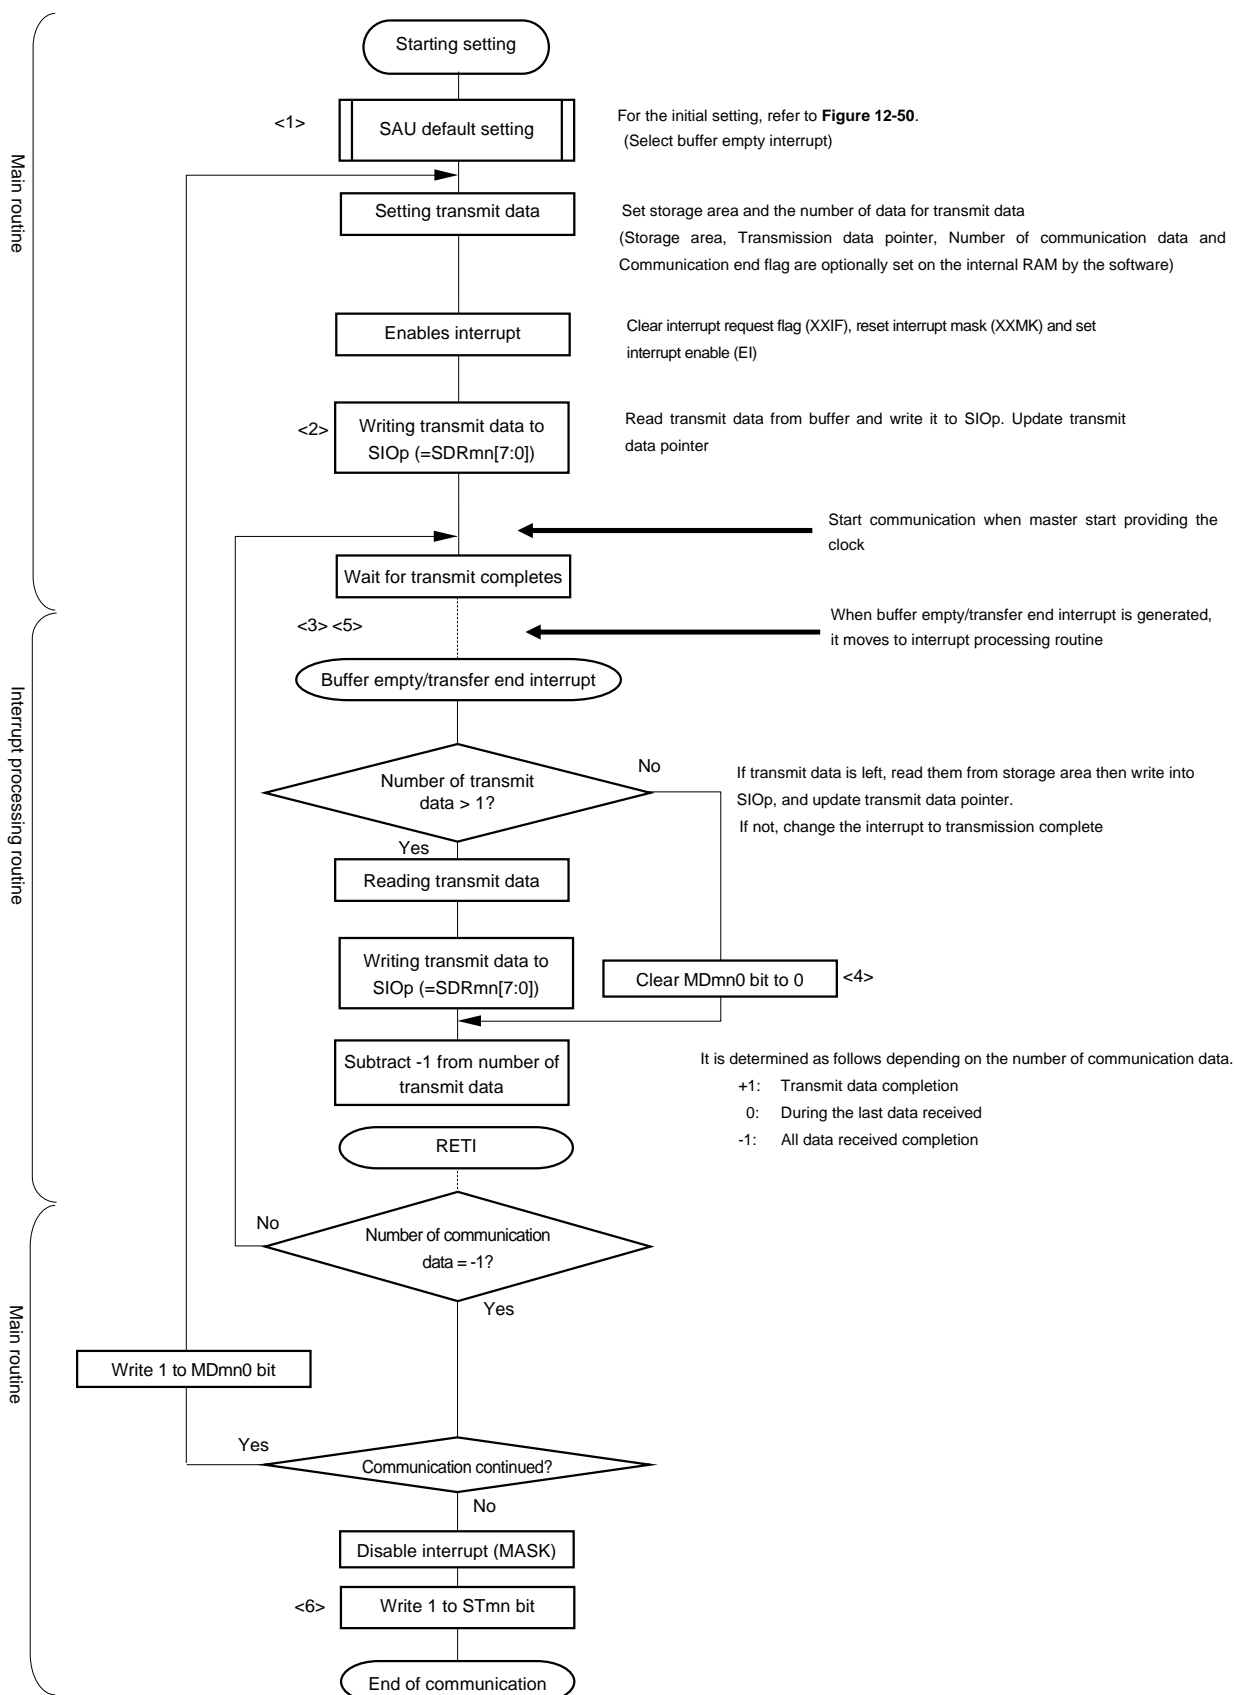 Starting setting
<1>
SAU default setting
For the initial setting, refer to Figure 12-50.
(Select buffer empty interrupt)
Main routine
Setting transmit data
Set storage area and the number of data for transmit data
(Storage area, Transmission data pointer, Number of communication data and
Communication end flag are optionally set on the internal RAM by the software)
Enables interrupt
Clear interrupt request flag (XXIF), reset interrupt mask (XXMK) and set
interrupt enable (EI)
<2>
Writing transmit data to
SIOp (=SDRmn[7:0])
Read transmit data from buffer and write it to SIOp. Update transmit
data pointer
Start communication when master start providing the
clock
Wait for transmit completes
<3> <5>
When buffer empty/transfer end interrupt is generated,
it moves to interrupt processing routine
Buffer empty/transfer end interrupt
Interrupt processing routine
Number of transmit
data > 1?
No
If transmit data is left, read them from storage area then write into
SIOp, and update transmit data pointer.
If not, change the interrupt to transmission complete
Yes
Reading transmit data
Writing transmit data to
SIOp (=SDRmn[7:0])
Clear MDmn0 bit to 0
<4>
Subtract -1 from number of
transmit data
It is determined as follows depending on the number of communication data.
+1: Transmit data completion
0: During the last data received
-1: All data received completion
RETI
No
Number of communication
data = -1?
Yes
Main routine
Write 1 to MDmn0 bit
Yes
Communication continued?
No
Disable interrupt (MASK)
<6>
Write 1 to STmn bit
End of communication